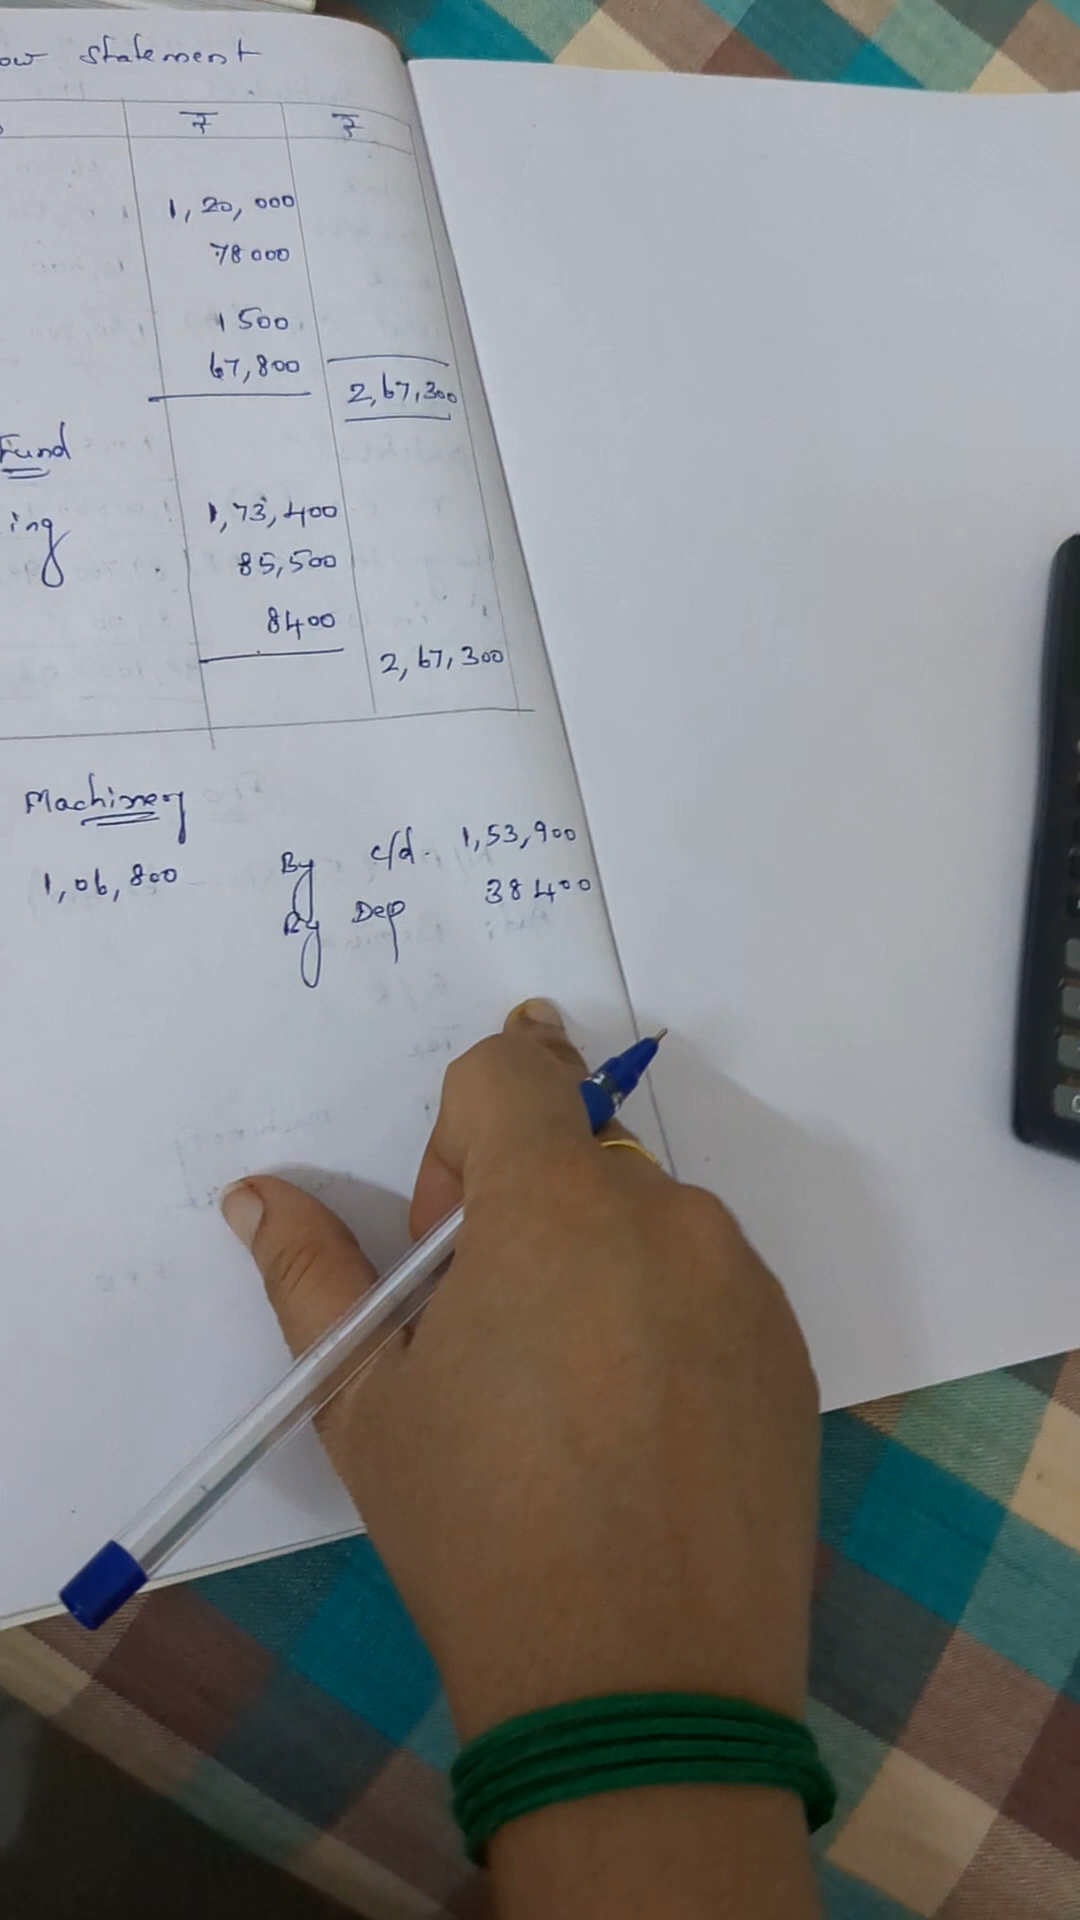 ow statement
₹ ₹
1,20,000
78000
1500
67,800
2,67,300
Fund
ing 1,73,400
85,500
8400
2,67,300
Machinery
1,06,800 By c/d. 1,53,900
By Dep 38400